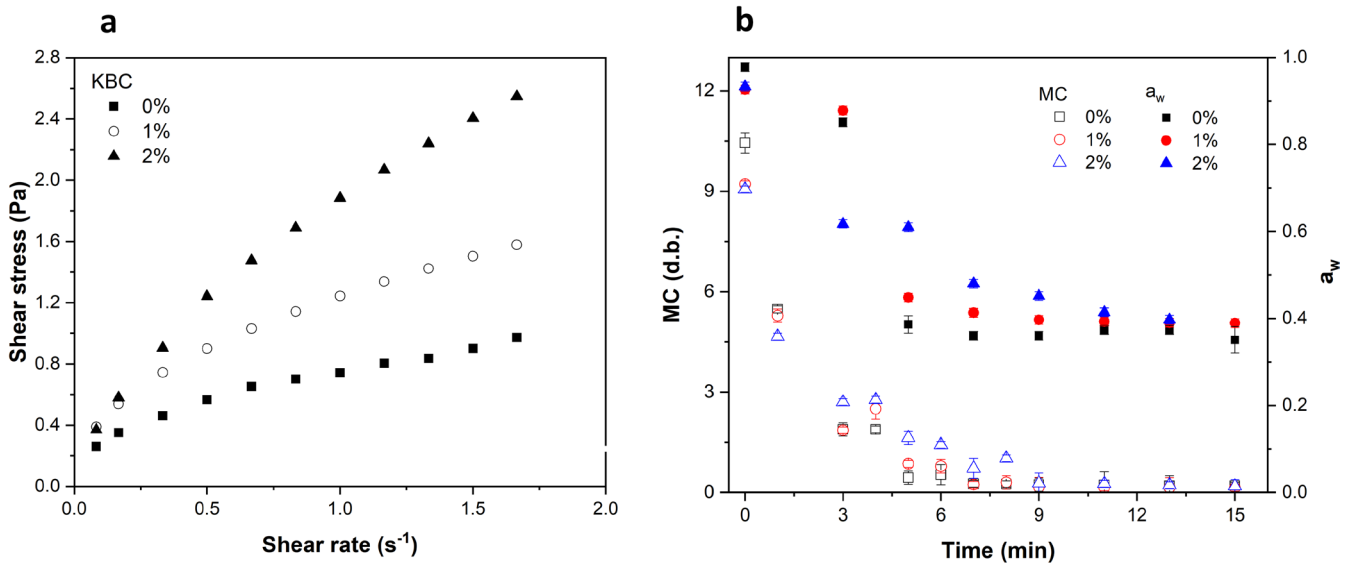 a
KBC
0%
1%
2%
Shear stress (Pa)
2.8
2.4
2.0
1.6
1.2
0.8
0.4
0.0
0.0 0.5 1.0 1.5 2.0
Shear rate (s⁻¹)
b
MC
0%
1%
2%
a_w
0%
1%
2%
MC (d.b.)
12
9
6
3
0
1.0
0.8
0.6
0.4
0.2
0.0
a_w
0 3 6 9 12 15
Time (min)